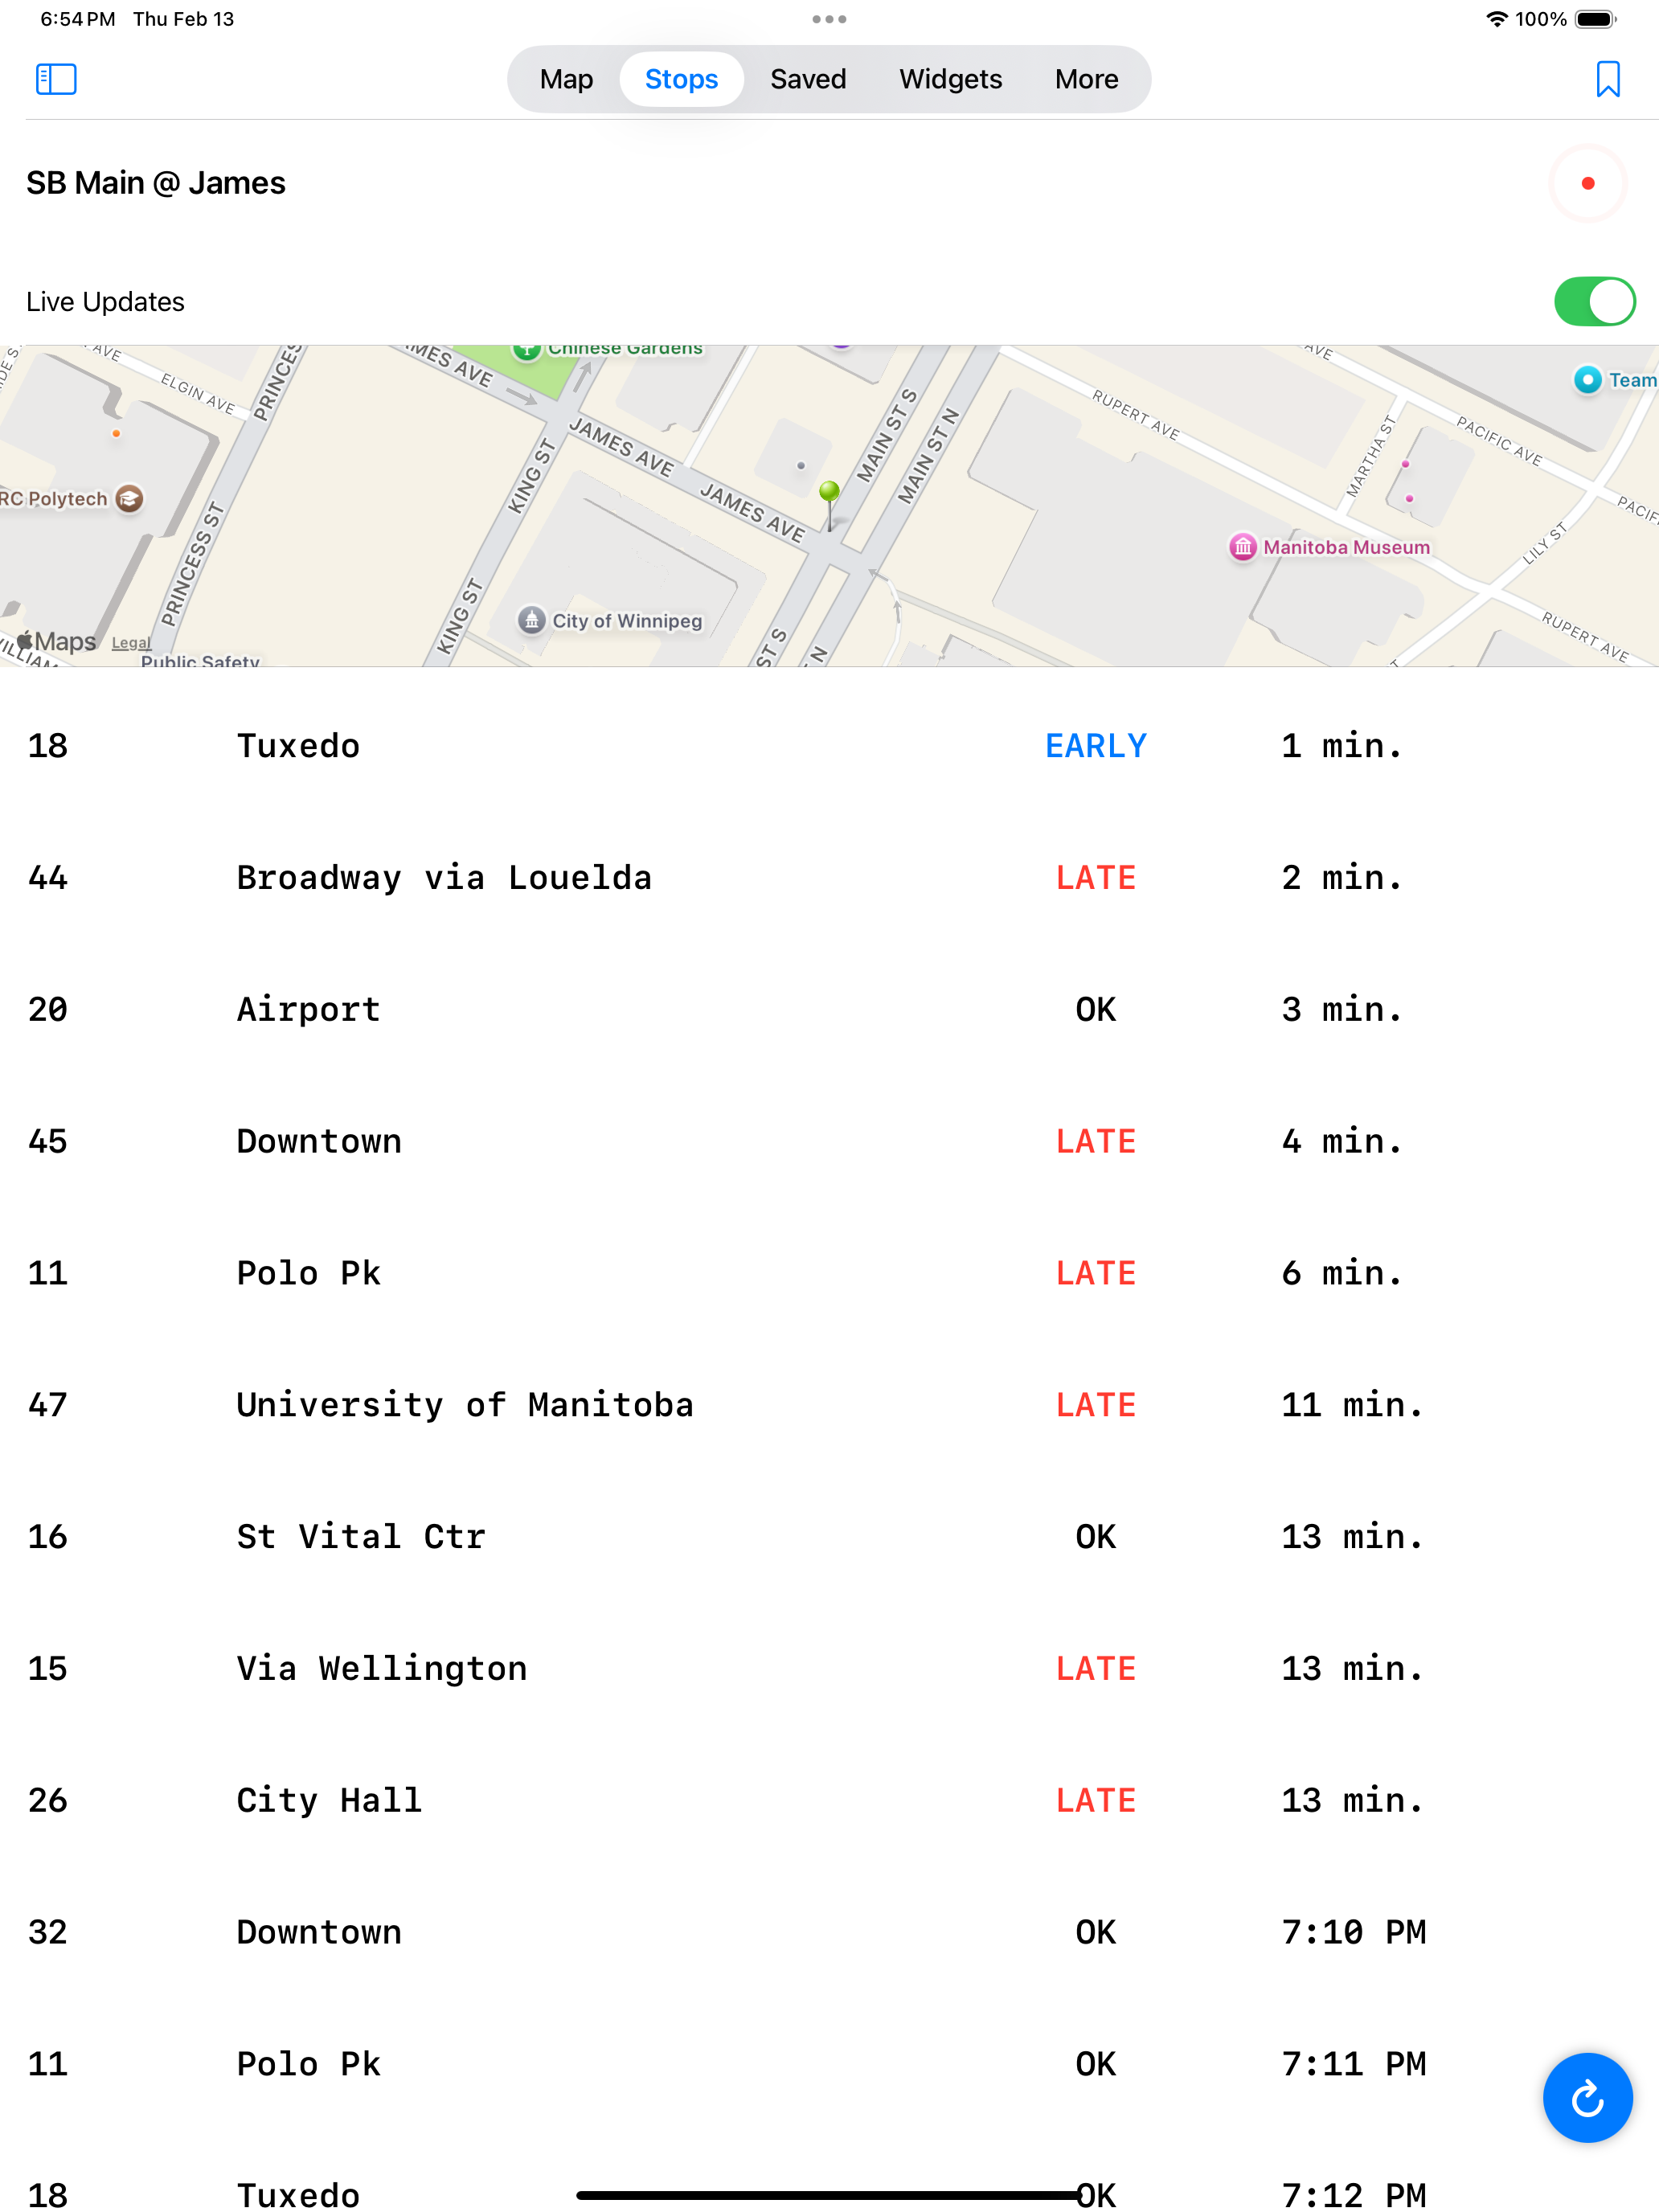 6:54 PM Thu Feb 13
100%
Map Stops Saved Widgets More
SB Main @ James
Live Updates
Chinese Gardens
AVE
ELGIN AVE
JAMES AVE
JAMES AVE
KING ST
KING ST
PRINCESS ST
MAIN ST S
MAIN ST N
RUPERT AVE
AVE
PACIFIC AVE
MARTHA ST
LILY ST
RUPERT AVE
Team
RC Polytech
Manitoba Museum
City of Winnipeg
ST S
N
Maps Legal
Public Safety
18 Tuxedo EARLY 1 min.
44 Broadway via Louelda LATE 2 min.
20 Airport OK 3 min.
45 Downtown LATE 4 min.
11 Polo Pk LATE 6 min.
47 University of Manitoba LATE 11 min.
16 St Vital Ctr OK 13 min.
15 Via Wellington LATE 13 min.
26 City Hall LATE 13 min.
32 Downtown OK 7:10 PM
11 Polo Pk OK 7:11 PM
18 Tuxedo OK 7:12 PM